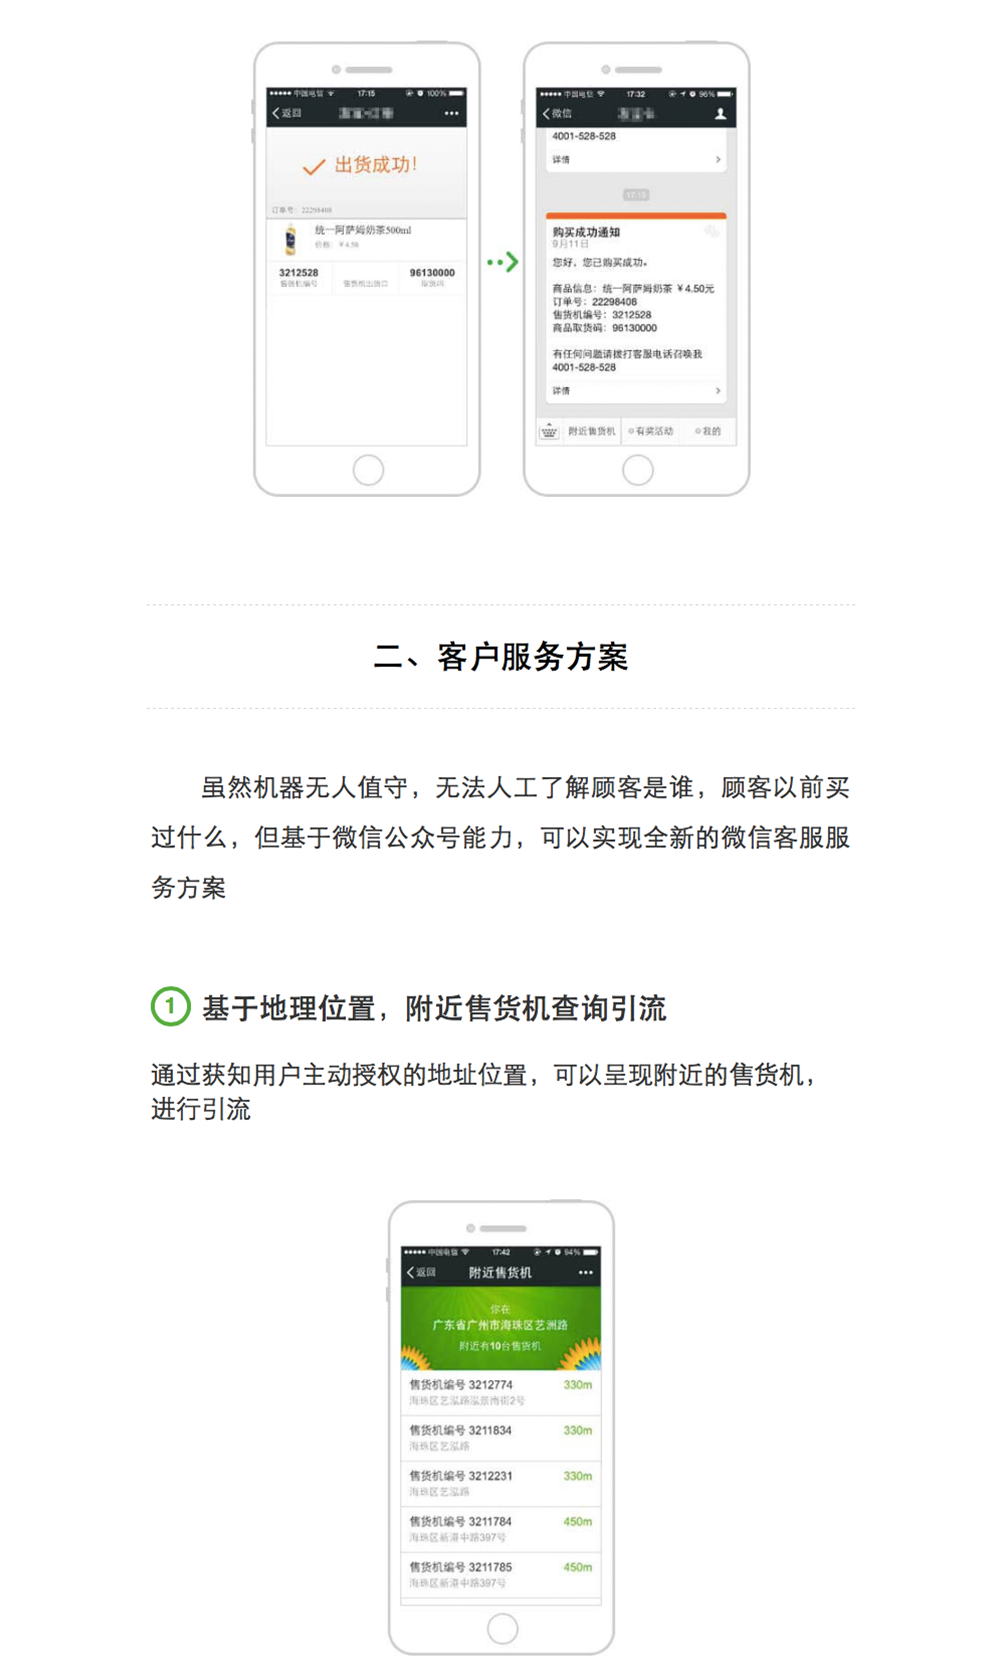 中国电信 17:15 100%
返回
出货成功!
订单号: 22298408
统一阿萨姆奶茶500ml
价格: ¥4.50
3212528 96130000
售货机编号 售货机出货口 取货码
中国电信 17:32 96%
微信
4001-528-528
详情
17:15
购买成功通知
9月11日
您好，您已购买成功。
商品信息：统一阿萨姆奶茶 ¥4.50元
订单号：22298408
售货机编号：3212528
商品取货码：96130000
有任何问题请拨打客服电话召唤我
4001-528-528
详情
附近售货机 有奖活动 我的
二、客户服务方案
虽然机器无人值守，无法人工了解顾客是谁，顾客以前买
过什么，但基于微信公众号能力，可以实现全新的微信客服服
务方案
1 基于地理位置，附近售货机查询引流
通过获知用户主动授权的地址位置，可以呈现附近的售货机，
进行引流
中国电信 17:42 94%
返回 附近售货机
你在
广东省广州市海珠区艺洲路
附近有10台售货机
售货机编号 3212774 330m
海珠区艺泓路泓景南街2号
售货机编号 3211834 330m
海珠区艺泓路
售货机编号 3212231 330m
海珠区艺泓路
售货机编号 3211784 450m
海珠区新港中路397号
售货机编号 3211785 450m
海珠区新港中路397号